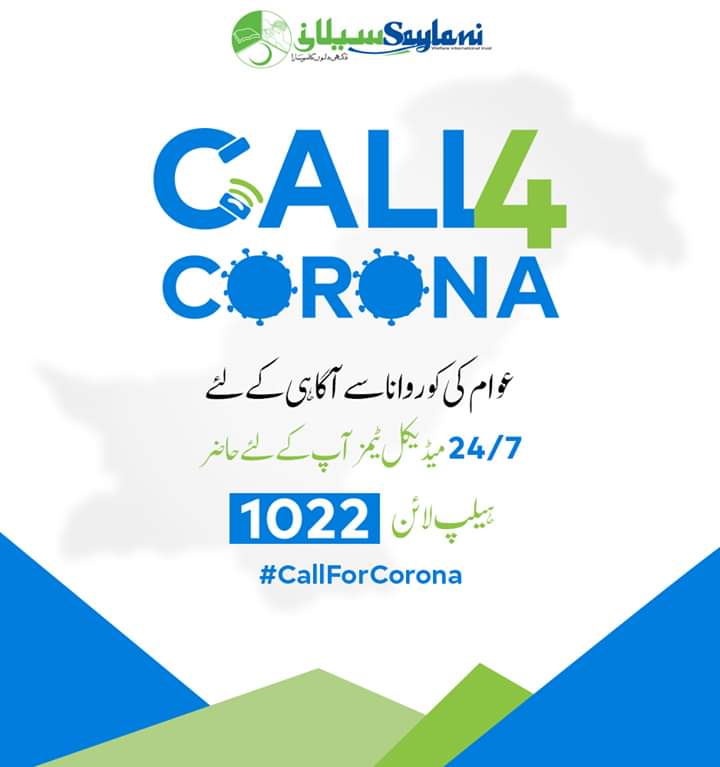 سیلانی Saylani
Welfare International trust
دکھی دلوں کا سہارا
CALL4
CORONA
عوام کی کوروانا سے آگاہی کے لئے
24/7 میڈیکل ٹیمز آپ کے لئے حاضر
ہیلپ لائن 1022
#CallForCorona